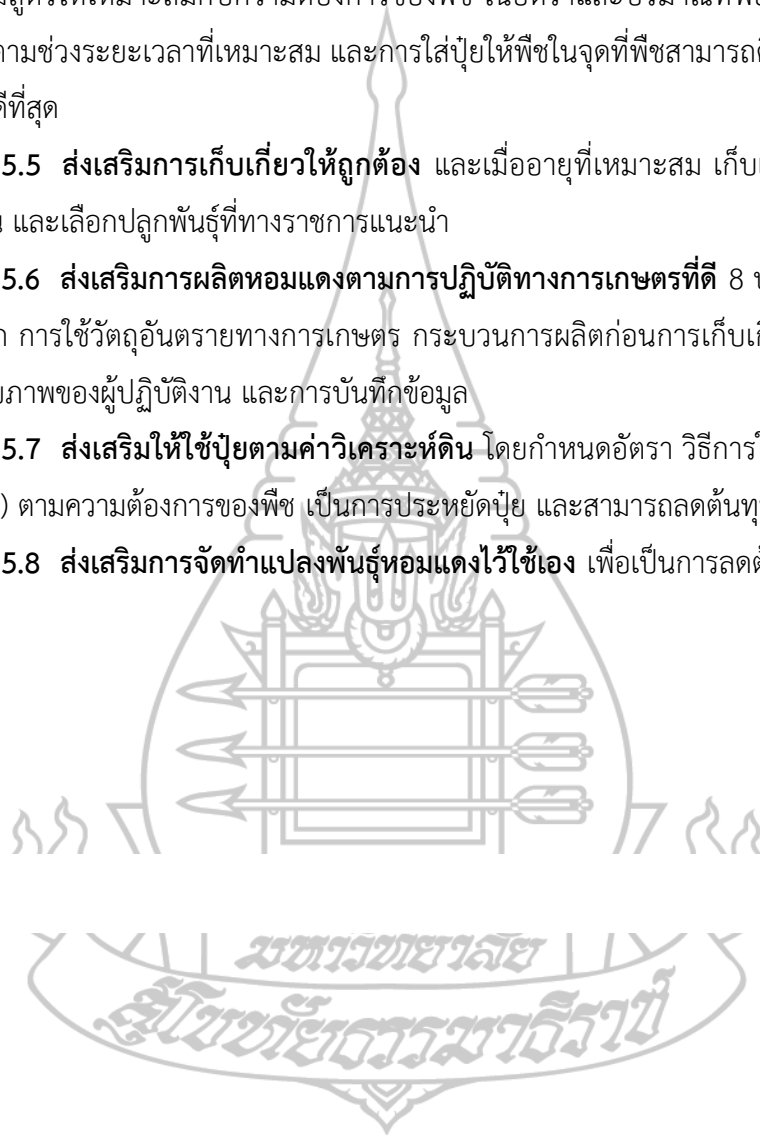 ตามช่วงระยะเวลาที่เหมาะสม และการใส่ปุ๋ยให้พืชในจุดที่พืชสามารถ
ดีที่สุด
5.5 ส่งเสริมการเก็บเกี่ยวให้ถูกต้อง และเมื่ออายุที่เหมาะสม
และเลือกปลูกพันธุ์ที่ทางราชการแนะนำ
5.6 ส่งเสริมการผลิตหอมแดงตามการปฏิบัติทางการเกษตรที่ดี 8
การใช้วัตถุอันตรายทางการเกษตร กระบวนการผลิตก่อนการ
ภาพของผู้ปฏิบัติงาน และการบันทึกข้อมูล
5.7 ส่งเสริมให้ใช้ปุ๋ยตามค่าวิเคราะห์ดิน โดยกำหนดอัตรา วิธีการ
) ตามความต้องการของพืช เป็นการประหยัดปุ๋ย และสามารถลด
5.8 ส่งเสริมการจัดทำแปลงพันธุ์หอมแดงไว้ใช้เอง เพื่อเป็นการลด
มหาวิทยาลัย
สุโขทัยธรรมาธิราช